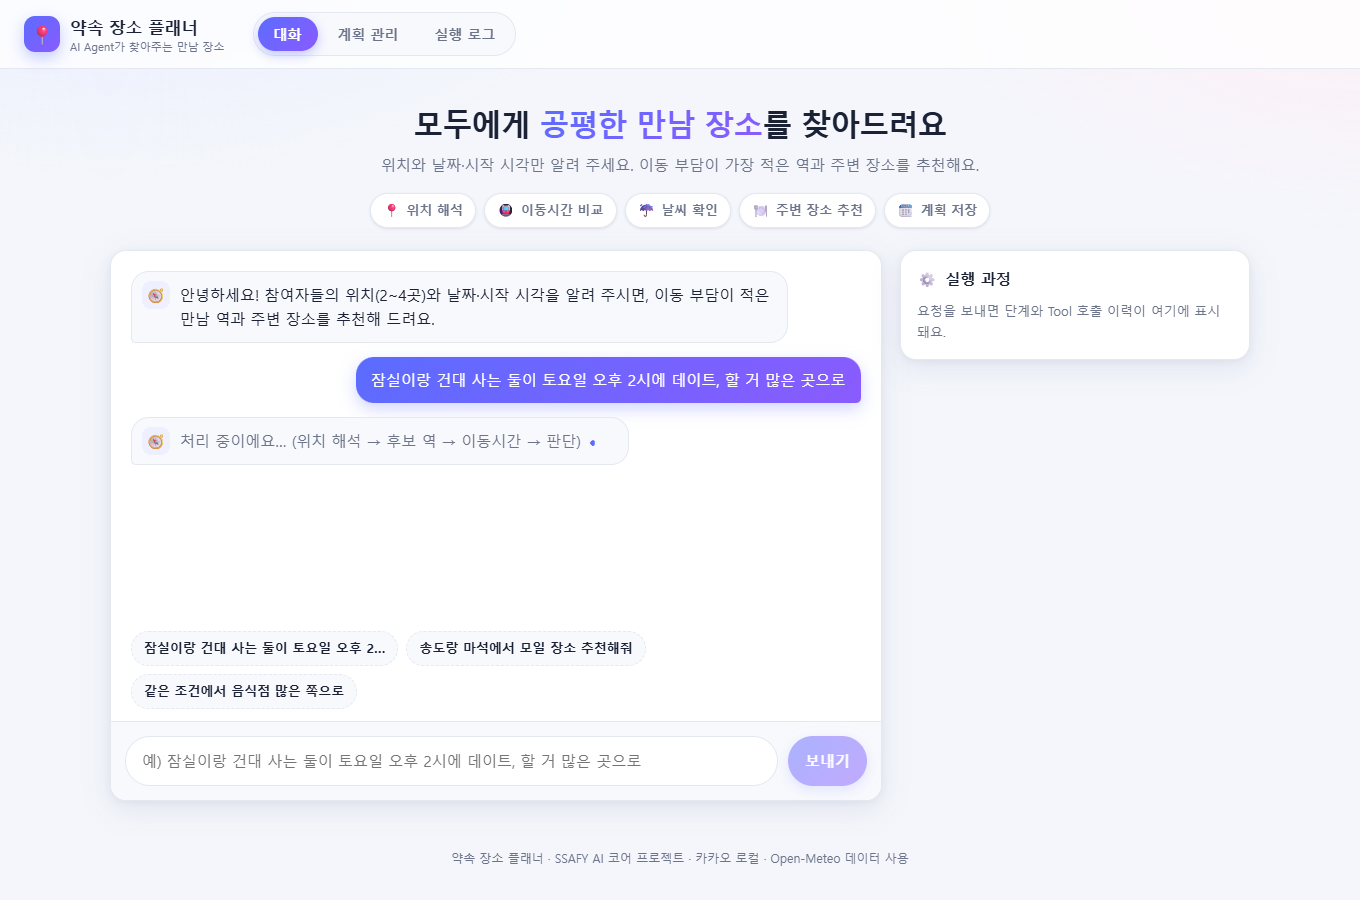 약속 장소 플래너
AI Agent가 찾아주는 만남 장소
대화
계획 관리
실행 로그
모두에게 공평한 만남 장소를 찾아드려요
위치와 날짜·시작 시각만 알려 주세요. 이동 부담이 가장 적은 역과 주변 장소를 추천해요.
위치 해석
이동시간 비교
날씨 확인
주변 장소 추천
계획 저장
안녕하세요! 참여자들의 위치(2~4곳)와 날짜·시작 시각을 알려 주시면, 이동 부담이 적은
만남 역과 주변 장소를 추천해 드려요.
잠실이랑 건대 사는 둘이 토요일 오후 2시에 데이트, 할 거 많은 곳으로
처리 중이에요... (위치 해석 → 후보 역 → 이동시간 → 판단)
잠실이랑 건대 사는 둘이 토요일 오후 2...
송도랑 마석에서 모일 장소 추천해줘
같은 조건에서 음식점 많은 쪽으로
예) 잠실이랑 건대 사는 둘이 토요일 오후 2시에 데이트, 할 거 많은 곳으로
보내기
실행 과정
요청을 보내면 단계와 Tool 호출 이력이 여기에 표시
돼요.
약속 장소 플래너 · SSAFY AI 코어 프로젝트 · 카카오 로컬 · Open-Meteo 데이터 사용